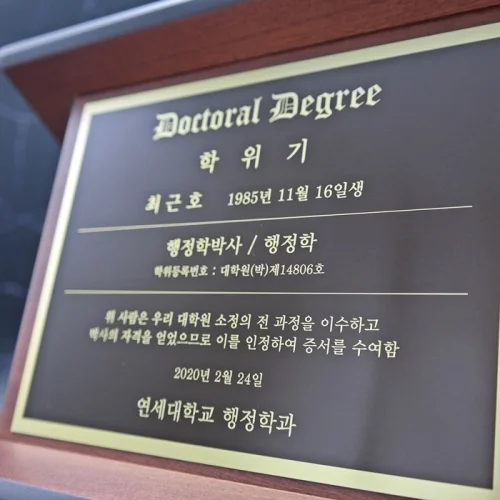 Doctoral Degree
학 위 기
최근호 1985년 11월 16일생
행정학박사 / 행정학
학위등록번호 : 대학원(박)제14806호
위 사람은 우리 대학원 소정의 전 과정을 이수하고
박사의 자격을 얻었으므로 이를 인정하여 증서를 수여함
2020년 2월 24일
연세대학교 행정학과